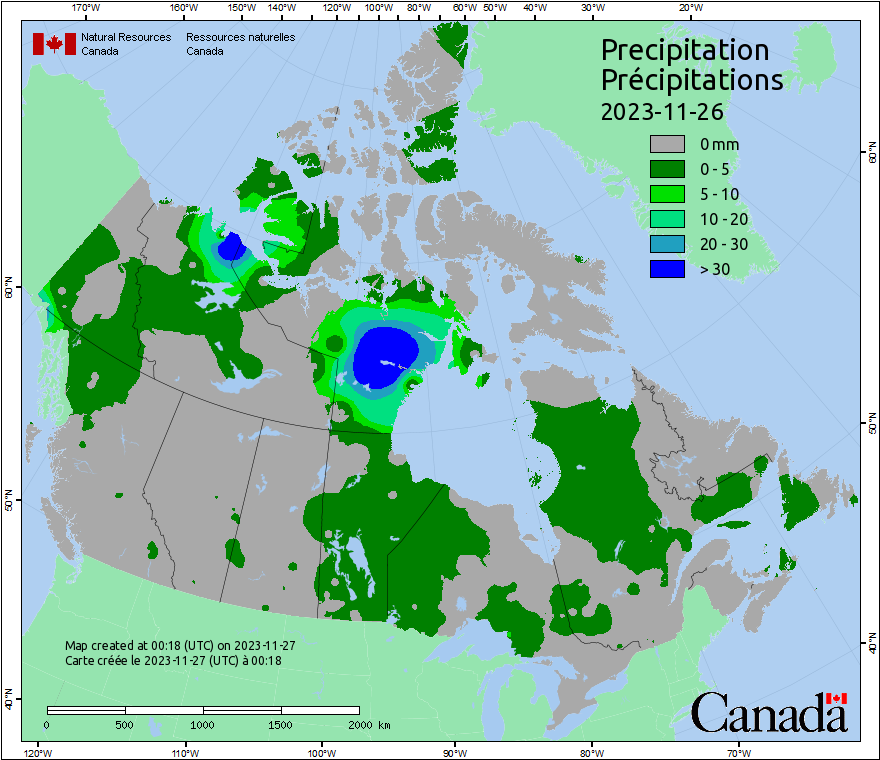 170°W 160°W 150°W 140°W 120°W 100°W 80°W 60°W 50°W 40°W 30°W 20°W
Natural Resources Ressources naturelles
Canada Canada
Precipitation
Précipitations
2023-11-26
0 mm
0 - 5
5 - 10
10 - 20
20 - 30
> 30
60°N
60°N
50°N
50°N
40°N
40°N
Map created at 00:18 (UTC) on 2023-11-27
Carte créée le 2023-11-27 (UTC) à 00:18
0 500 1000 1500 2000 km
Canada
120°W 110°W 100°W 90°W 80°W 70°W